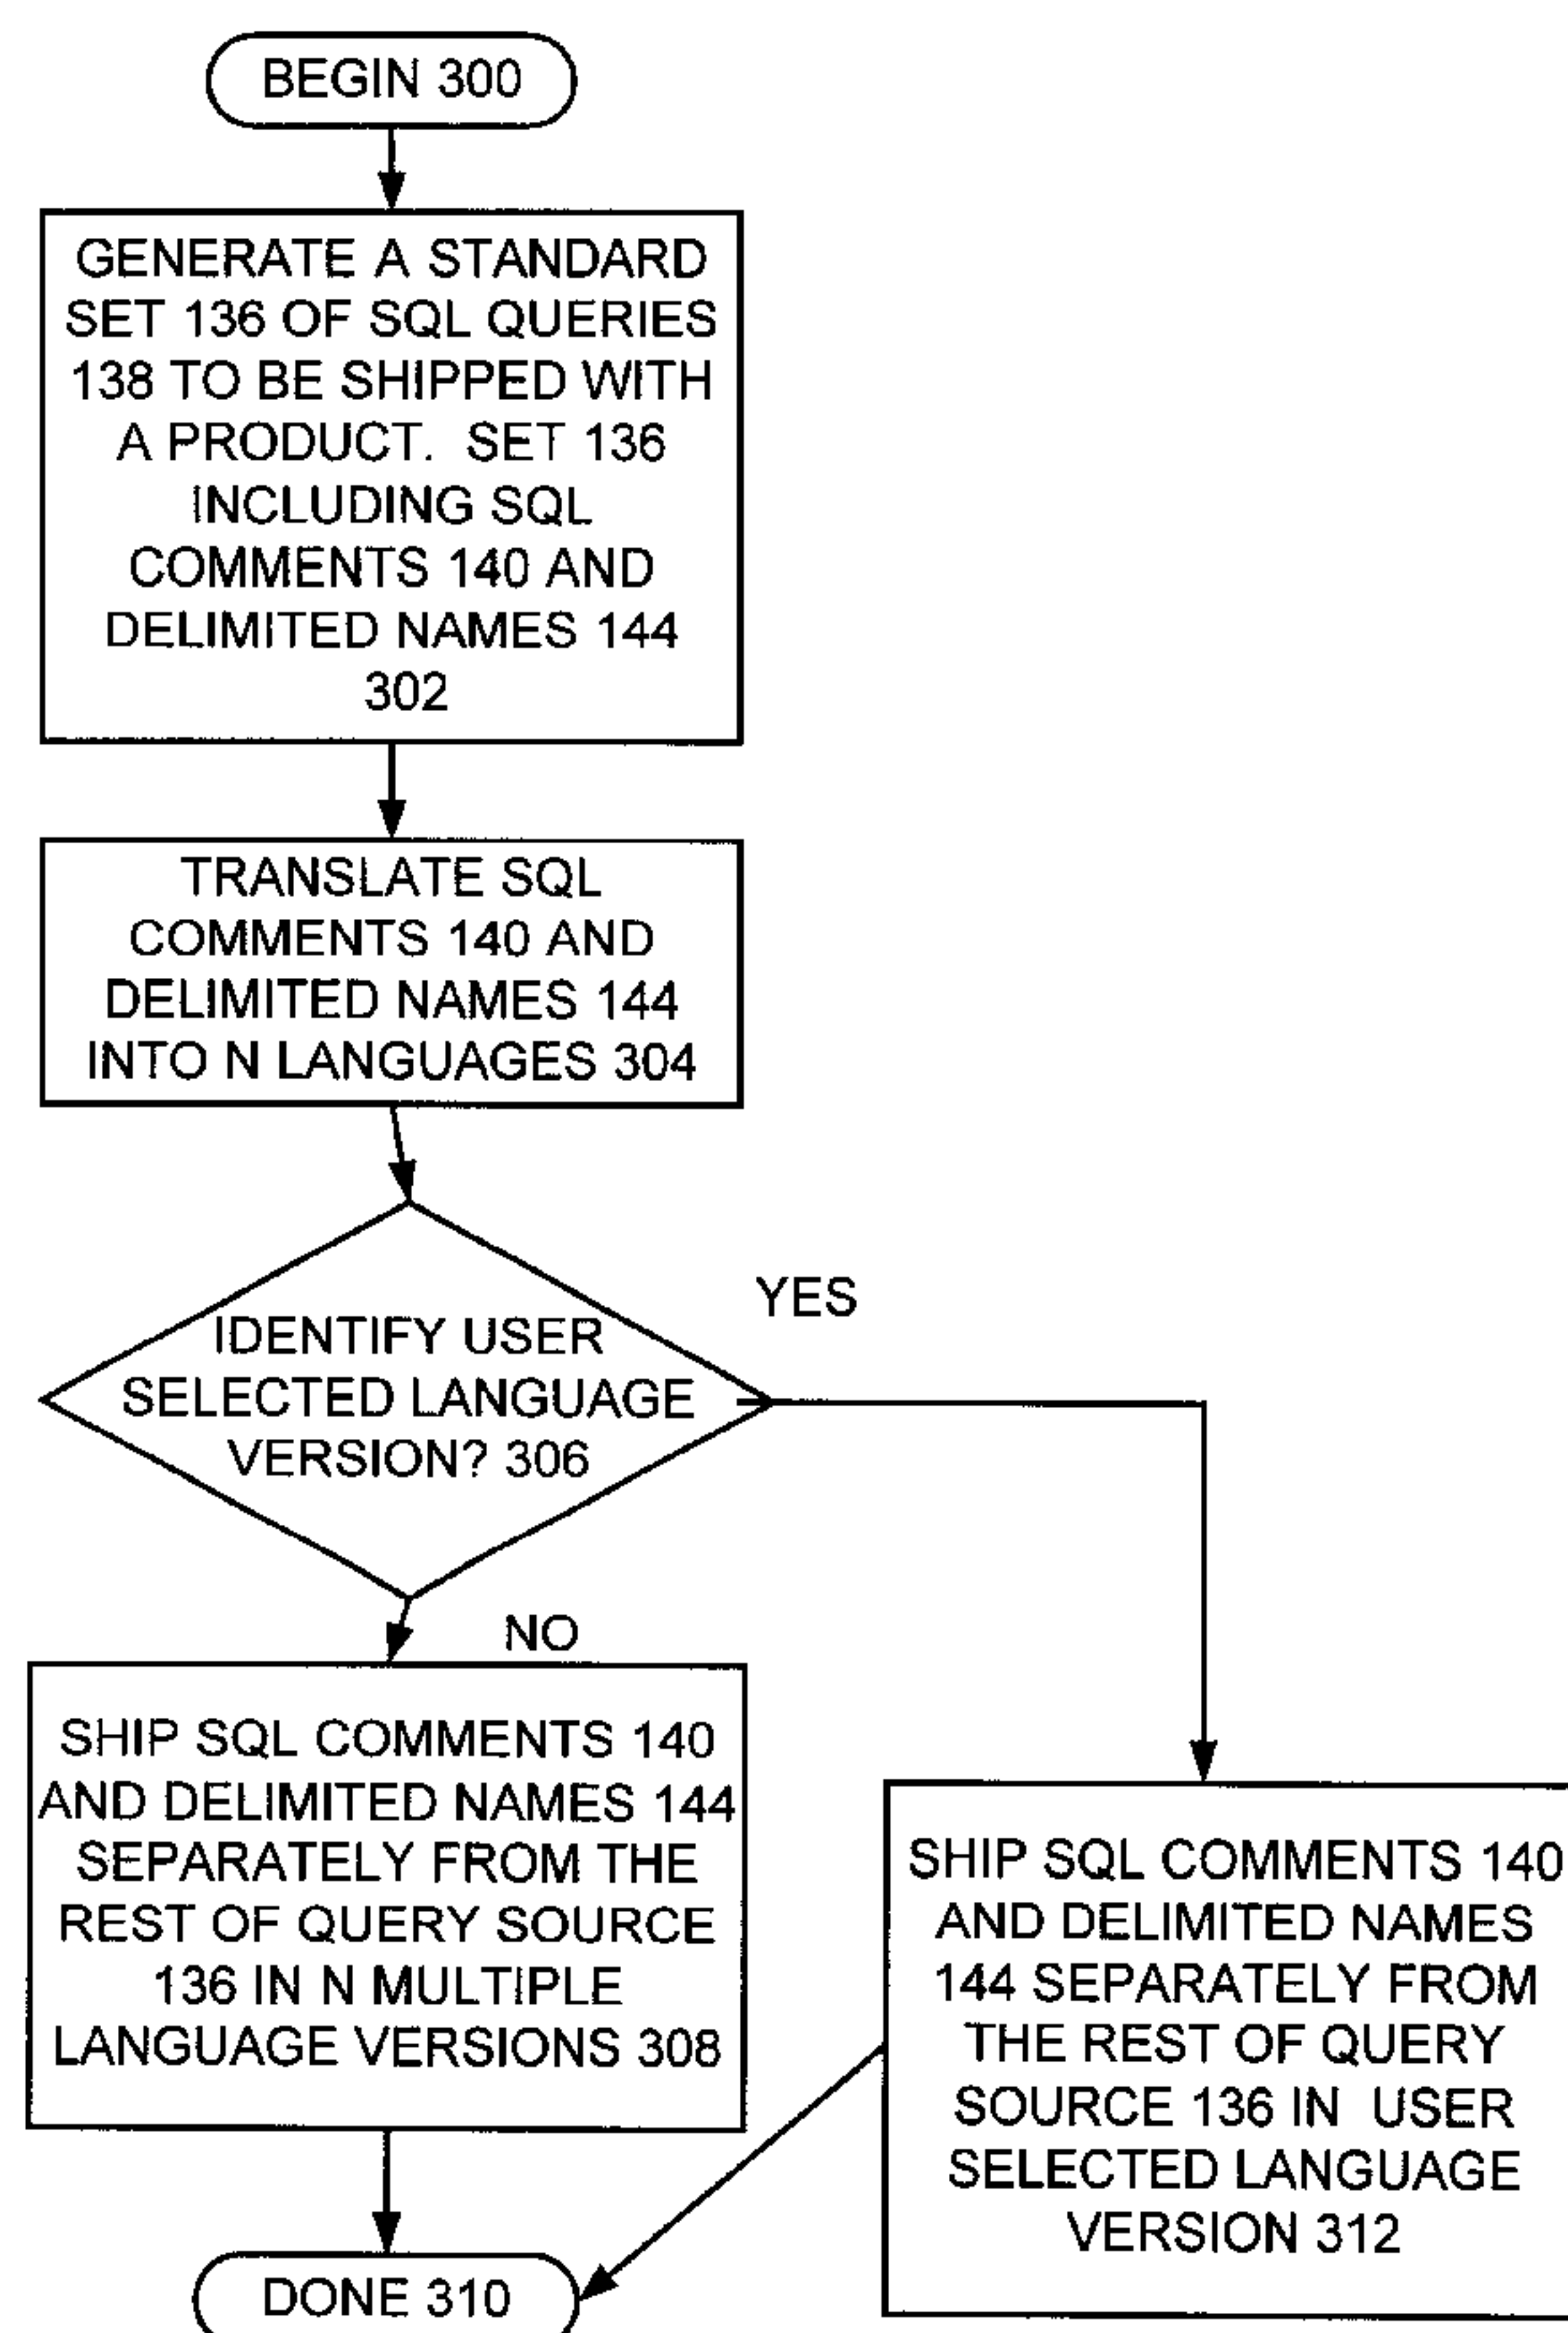 BEGIN 300
GENERATE A STANDARD
SET 136 OF SQL QUERIES
138 TO BE SHIPPED WITH
A PRODUCT. SET 136
INCLUDING SQL
COMMENTS 140 AND
DELIMITED NAMES 144
302
TRANSLATE SQL
COMMENTS 140 AND
DELIMITED NAMES 144
INTO N LANGUAGES 304
IDENTIFY USER
SELECTED LANGUAGE
VERSION? 306
YES
NO
SHIP SQL COMMENTS 140
AND DELIMITED NAMES 144
SEPARATELY FROM THE
REST OF QUERY SOURCE
136 IN N MULTIPLE
LANGUAGE VERSIONS 308
SHIP SQL COMMENTS 140
AND DELIMITED NAMES
144 SEPARATELY FROM
THE REST OF QUERY
SOURCE 136 IN USER
SELECTED LANGUAGE
VERSION 312
DONE 310